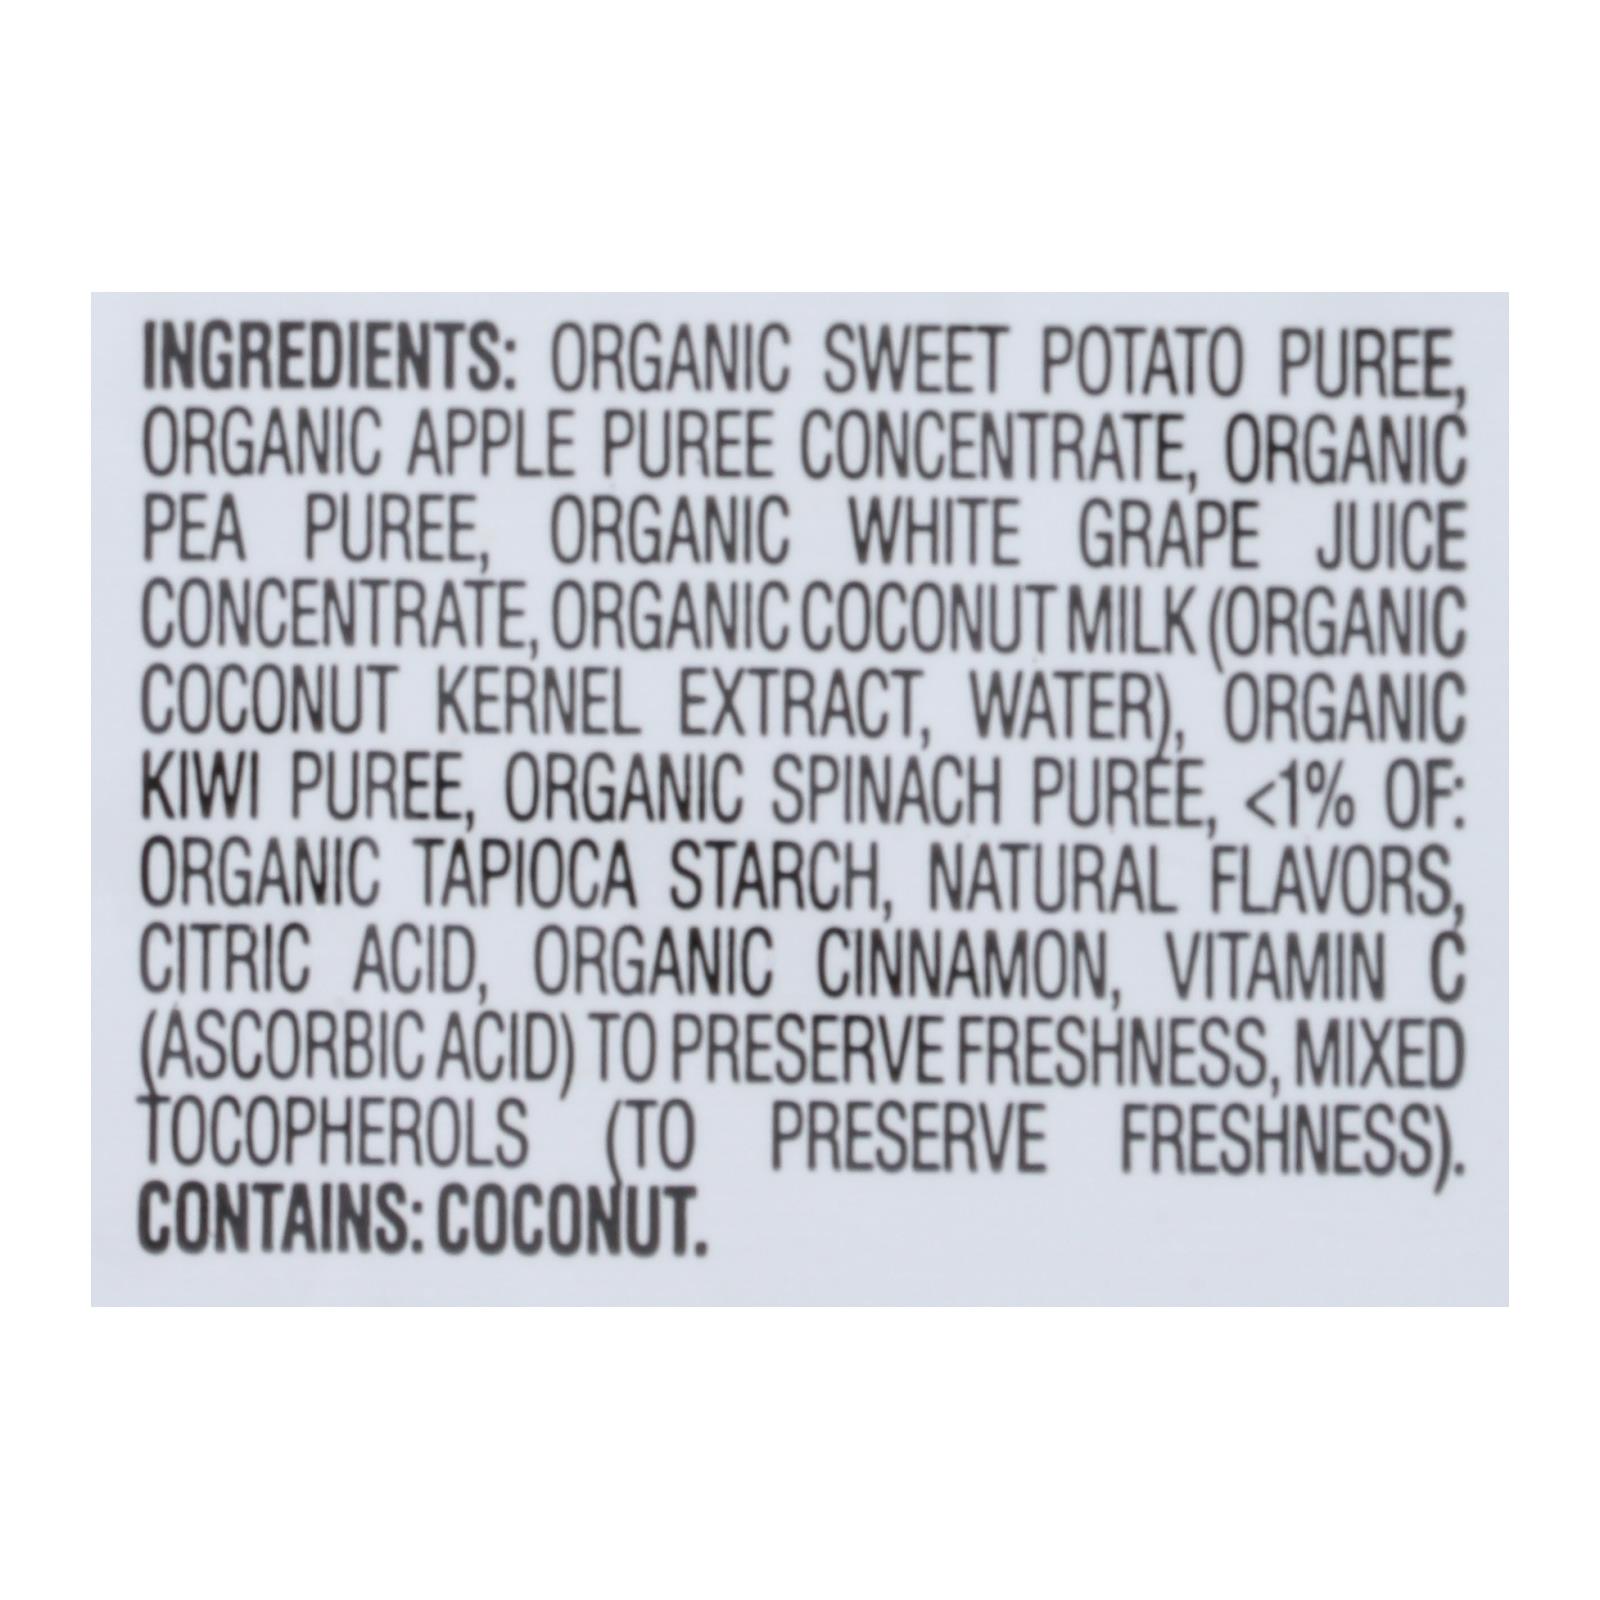 INGREDIENTS: ORGANIC SWEET POTATO PUREE,
ORGANIC APPLE PUREE CONCENTRATE, ORGANIC
PEA PUREE, ORGANIC WHITE GRAPE JUICE
CONCENTRATE, ORGANIC COCONUT MILK (ORGANIC
COCONUT KERNEL EXTRACT, WATER), ORGANIC
KIWI PUREE, ORGANIC SPINACH PUREE, <1% OF:
ORGANIC TAPIOCA STARCH, NATURAL FLAVORS,
CITRIC ACID, ORGANIC CINNAMON, VITAMIN C
(ASCORBIC ACID) TO PRESERVE FRESHNESS, MIXED
TOCOPHEROLS (TO PRESERVE FRESHNESS).
CONTAINS: COCONUT.